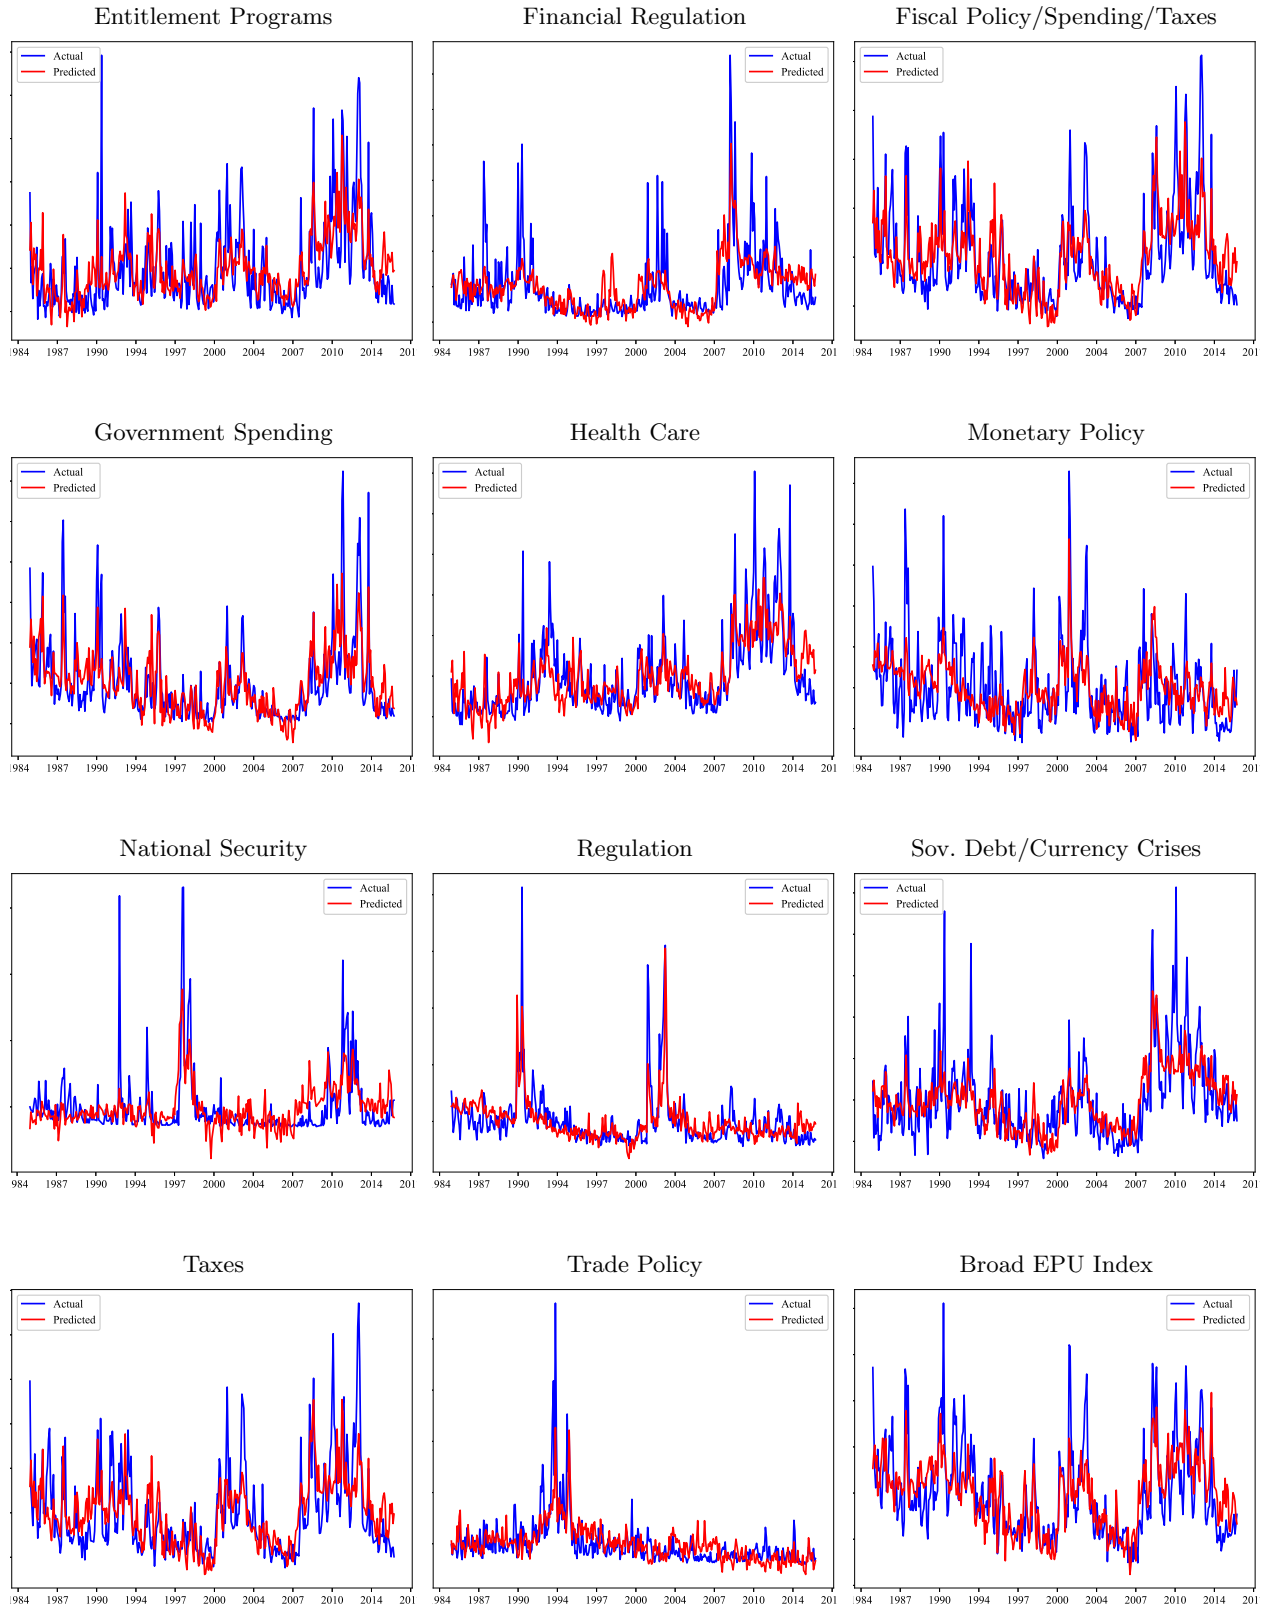 Entitlement Programs Financial Regulation Fiscal Policy/Spending/Taxes
Actual
Predicted
Actual
Predicted
Actual
Predicted
1984 1987 1990 1994 1997 2000 2004 2007 2010 2014 201
984 1987 1990 1994 1997 2000 2004 2007 2010 2014 201
984 1987 1990 1994 1997 2000 2004 2007 2010 2014 201
Government Spending Health Care Monetary Policy
Actual
Predicted
Actual
Predicted
Actual
Predicted
1984 1987 1990 1994 1997 2000 2004 2007 2010 2014 201
984 1987 1990 1994 1997 2000 2004 2007 2010 2014 201
984 1987 1990 1994 1997 2000 2004 2007 2010 2014 201
National Security Regulation Sov. Debt/Currency Crises
Actual
Predicted
Actual
Predicted
Actual
Predicted
984 1987 1990 1994 1997 2000 2004 2007 2010 2014 201
984 1987 1990 1994 1997 2000 2004 2007 2010 2014 201
984 1987 1990 1994 1997 2000 2004 2007 2010 2014 201
Taxes Trade Policy Broad EPU Index
Actual
Predicted
Actual
Predicted
Actual
Predicted
1984 1987 1990 1994 1997 2000 2004 2007 2010 2014 201
984 1987 1990 1994 1997 2000 2004 2007 2010 2014 201
984 1987 1990 1994 1997 2000 2004 2007 2010 2014 201